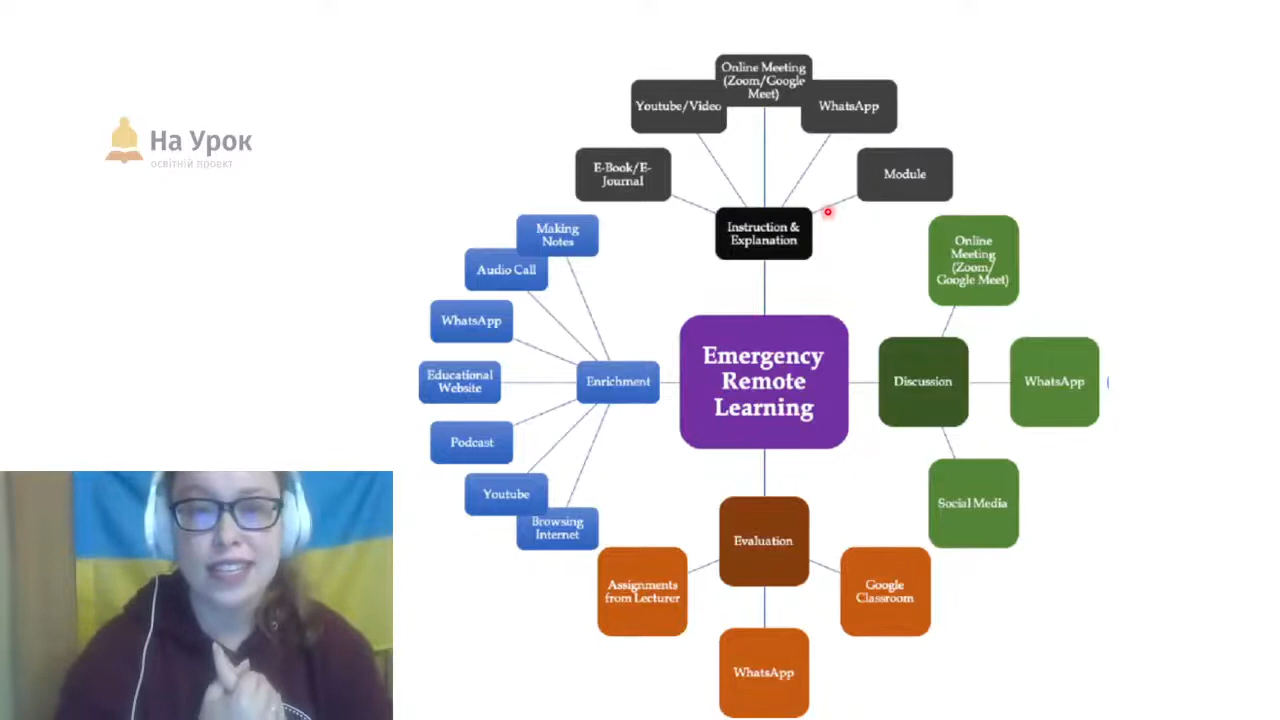 На Урок
освітній проект
Online Meeting
(Zoom/Google
Meet)
Youtube/Video
WhatsApp
E-Book/E-
Journal
Module
Instruction &
Explanation
Making
Notes
Audio Call
WhatsApp
Educational
Website
Podcast
Youtube
Browsing
Internet
Enrichment
Emergency
Remote
Learning
Discussion
Online
Meeting
(Zoom/
Google Meet)
WhatsApp
Social Media
Evaluation
Assignments
from Lecturer
WhatsApp
Google
Classroom